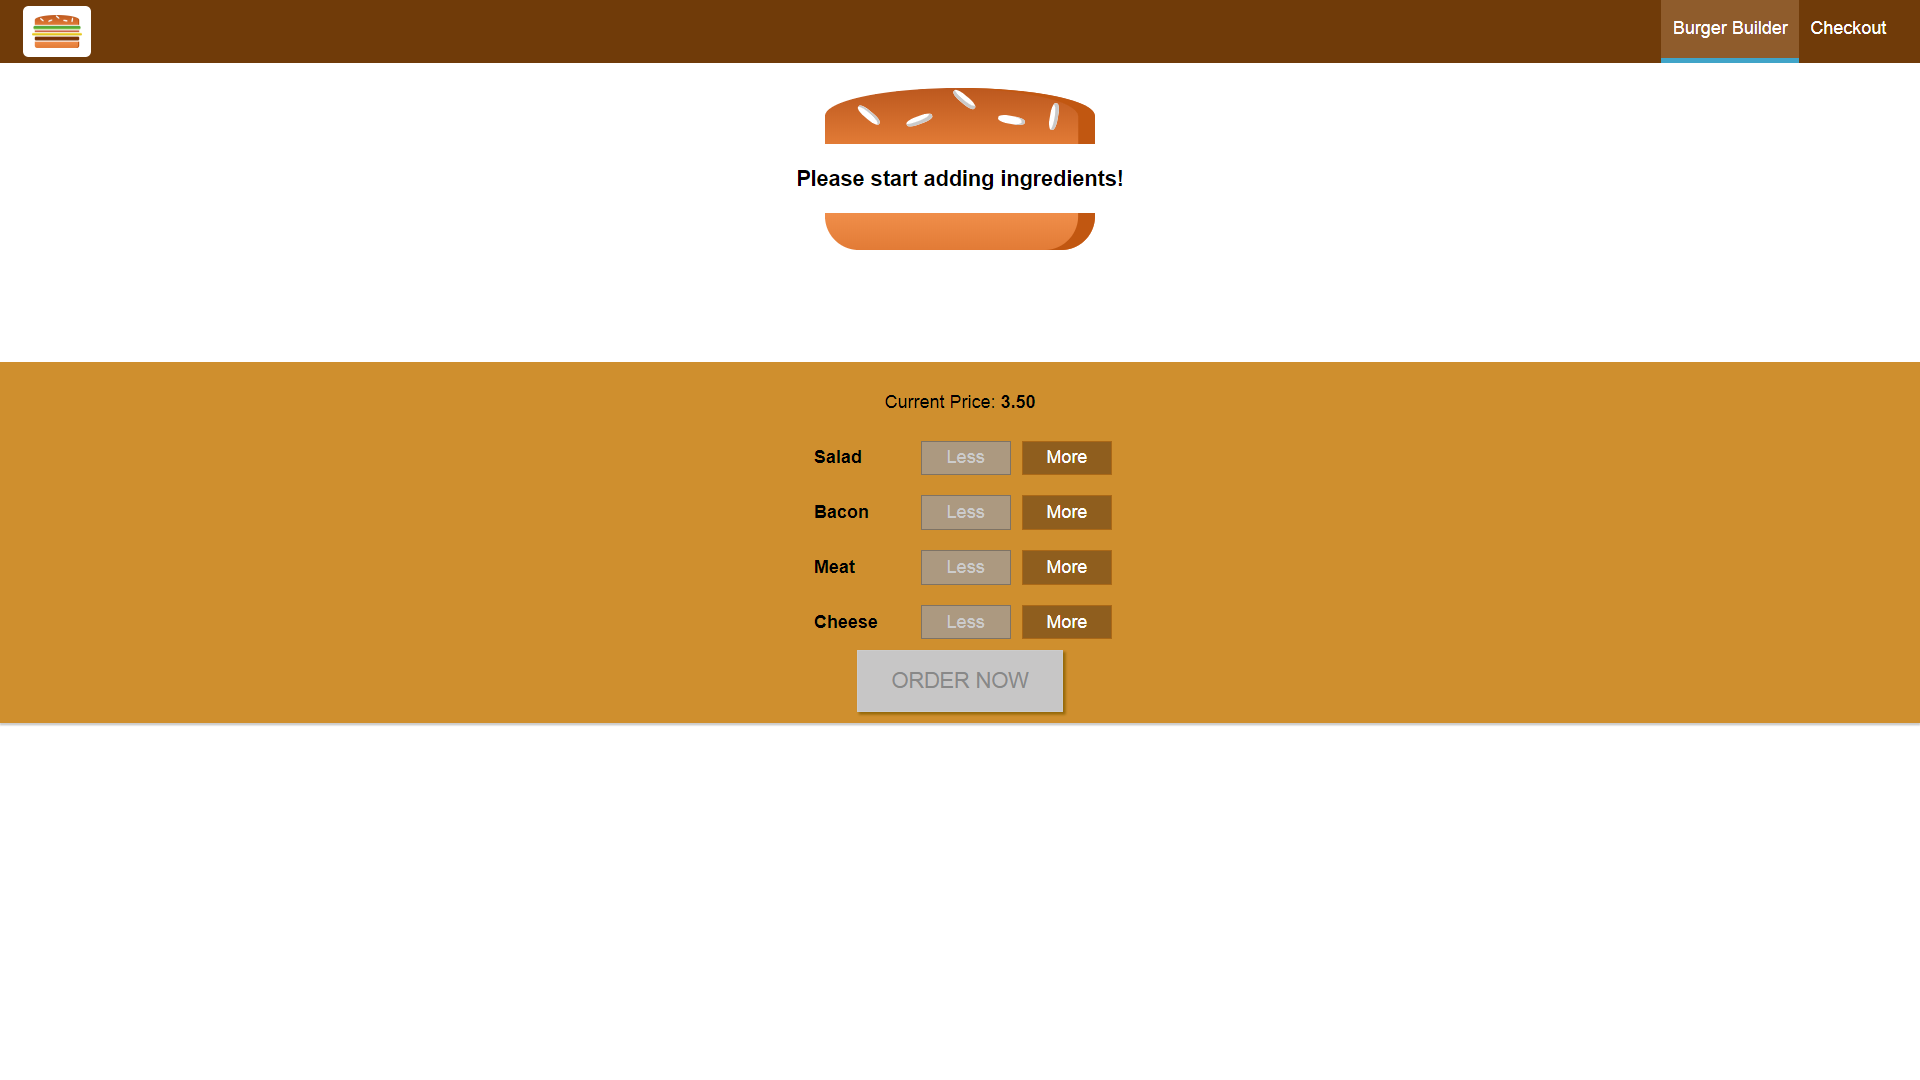 Burger Builder Checkout
Please start adding ingredients!
Current Price: 3.50
Salad Less More
Bacon Less More
Meat Less More
Cheese Less More
ORDER NOW